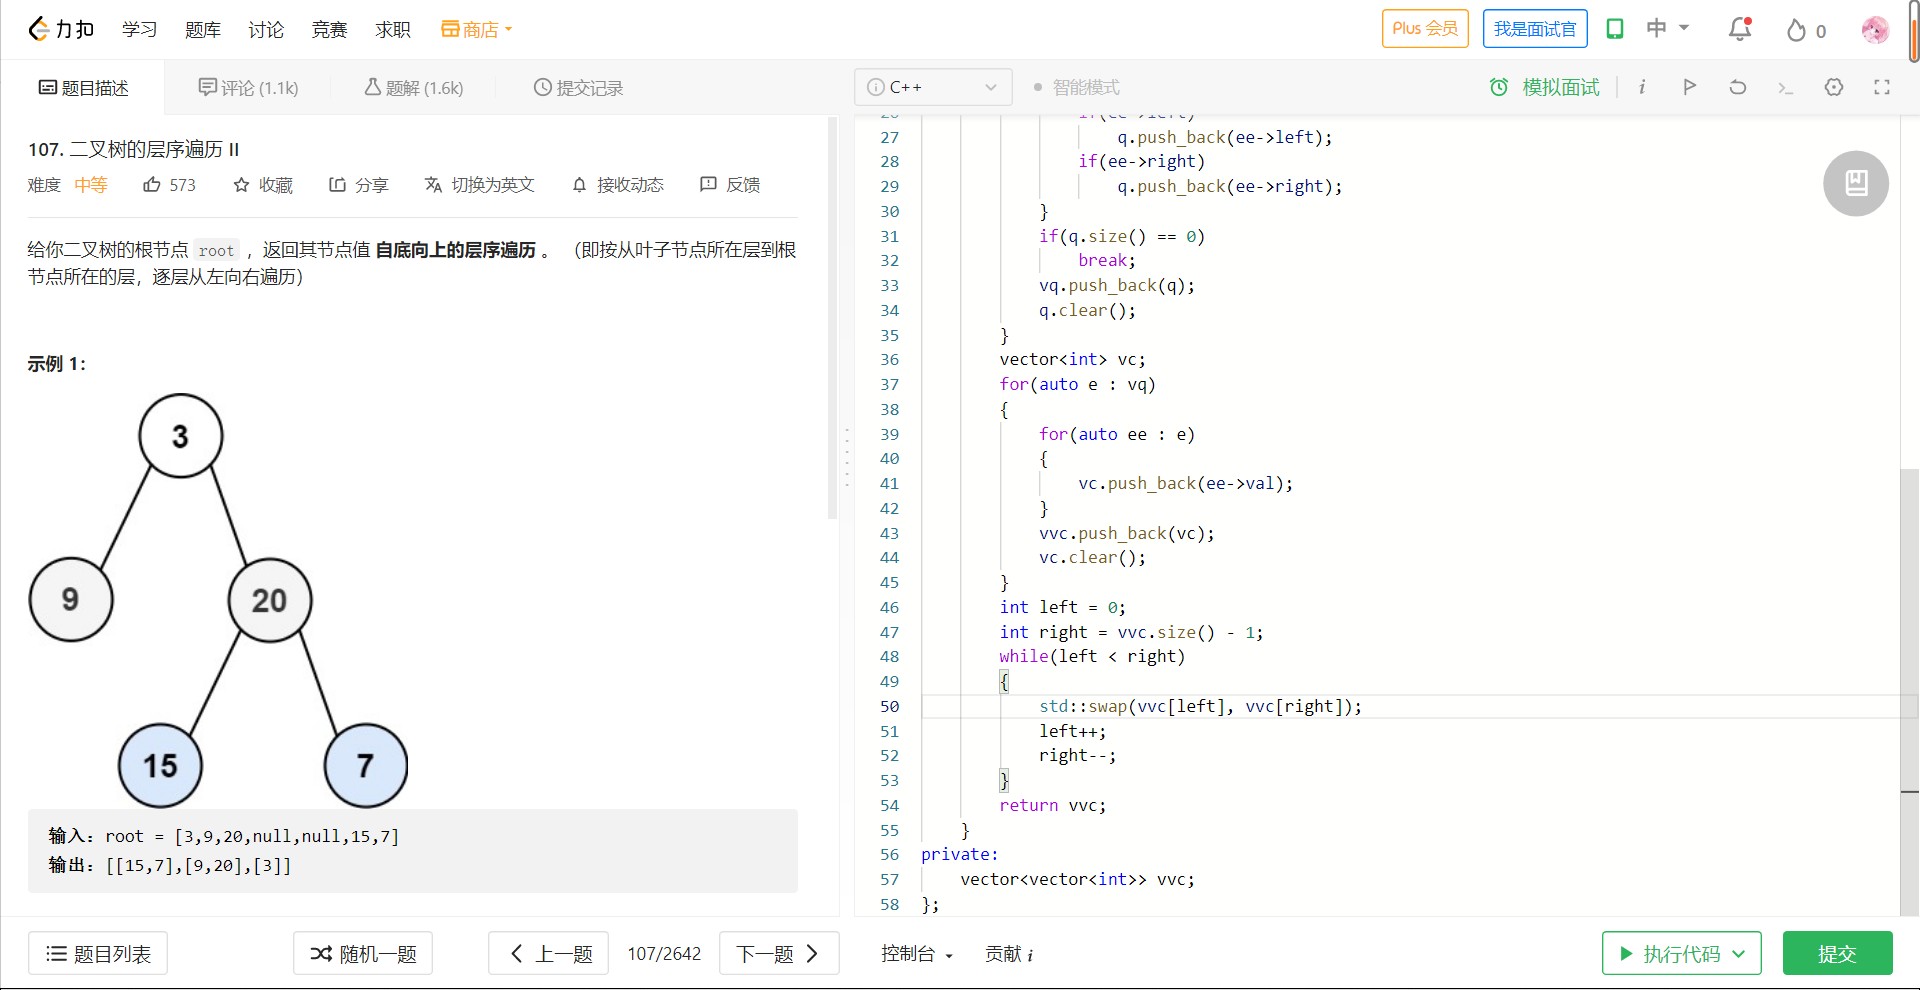 力扣 学习 题库 讨论 竞赛 求职 商店 Plus 会员 我是面试官 中 0
题目描述 评论 (1.1k) 题解 (1.6k) 提交记录 C++ 智能模式 模拟面试 i
107. 二叉树的层序遍历 II
难度 中等 573 收藏 分享 切换为英文 接收动态 反馈
给你二叉树的根节点 root ，返回其节点值 自底向上的层序遍历 。 （即按从叶子节点所在层到根
节点所在的层，逐层从左向右遍历）
示例 1：
3
9
20
15
7
输入：root = [3,9,20,null,null,15,7]
输出：[[15,7],[9,20],[3]]
26 if(ee->left)
27 q.push_back(ee->left);
28 if(ee->right)
29 q.push_back(ee->right);
30 }
31 if(q.size() == 0)
32 break;
33 vq.push_back(q);
34 q.clear();
35 }
36 vector<int> vc;
37 for(auto e : vq)
38 {
39 for(auto ee : e)
40 {
41 vc.push_back(ee->val);
42 }
43 vvc.push_back(vc);
44 vc.clear();
45 }
46 int left = 0;
47 int right = vvc.size() - 1;
48 while(left < right)
49 {
50 std::swap(vvc[left], vvc[right]);
51 left++;
52 right--;
53 }
54 return vvc;
55 }
56 private:
57 vector<vector<int>> vvc;
58 };
题目列表 随机一题 上一题 107/2642 下一题 控制台 贡献 i 执行代码 提交